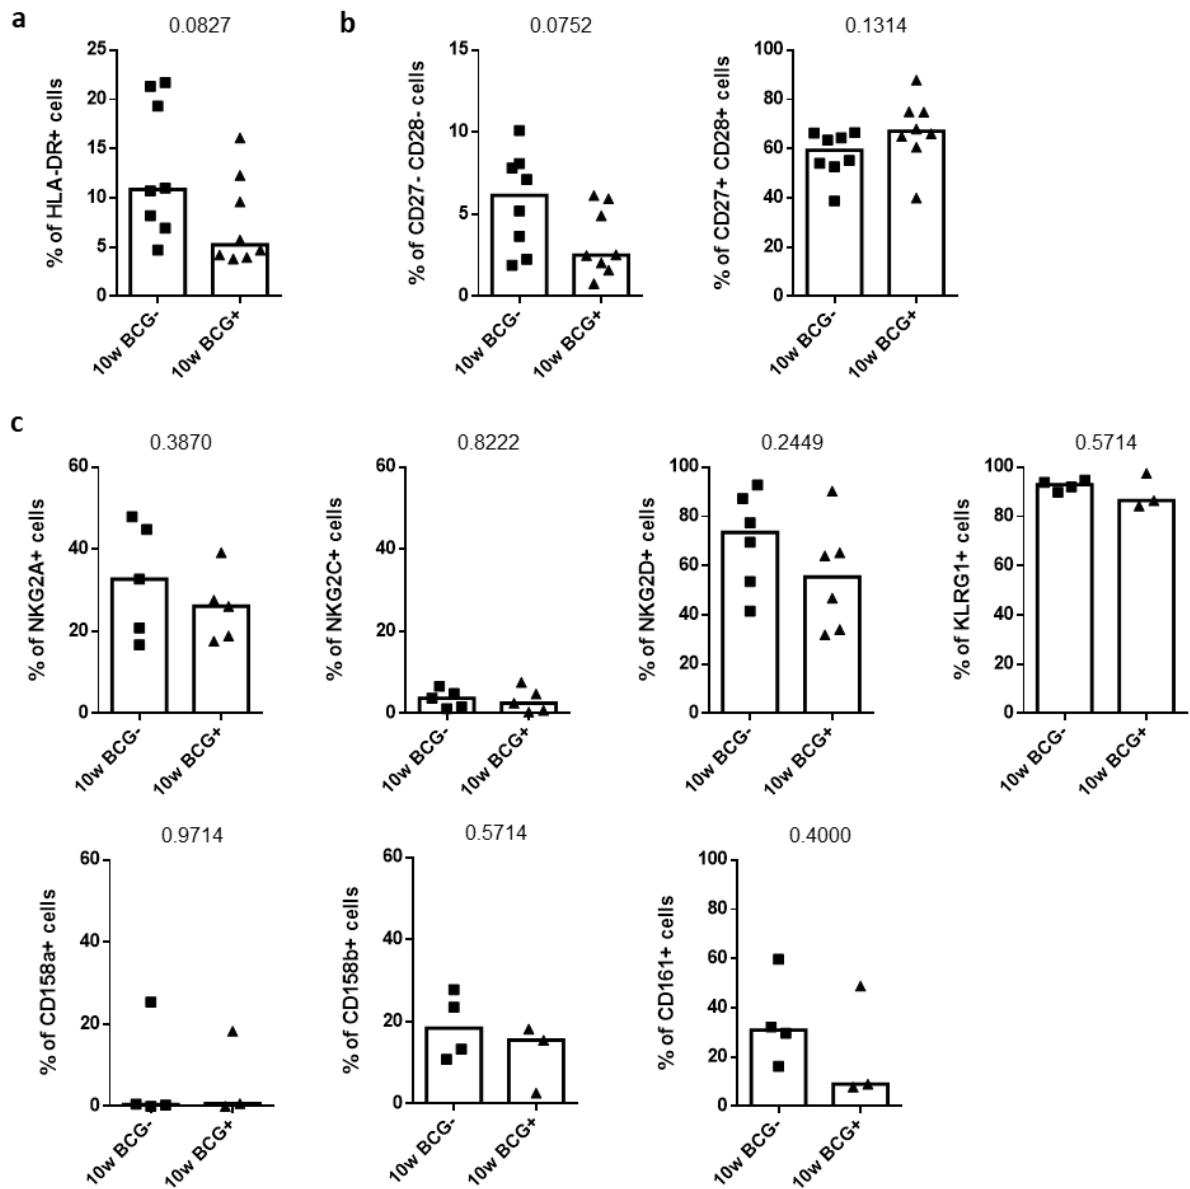 a
0.0827
% of HLA-DR+ cells
25
20
15
10
5
0
10w BCG-
10w BCG+
b
0.0752
% of CD27- CD28- cells
15
10
5
0
10w BCG-
10w BCG+
0.1314
% of CD27+ CD28+ cells
100
80
60
40
20
0
10w BCG-
10w BCG+
c
0.3870
% of NKG2A+ cells
60
40
20
0
10w BCG-
10w BCG+
0.8222
% of NKG2C+ cells
60
40
20
0
10w BCG-
10w BCG+
0.2449
% of NKG2D+ cells
100
80
60
40
20
0
10w BCG-
10w BCG+
0.5714
% of KLRG1+ cells
100
80
60
40
20
0
10w BCG-
10w BCG+
0.9714
% of CD158a+ cells
60
40
20
0
10w BCG-
10w BCG+
0.5714
% of CD158b+ cells
60
40
20
0
10w BCG-
10w BCG+
0.4000
% of CD161+ cells
100
80
60
40
20
0
10w BCG-
10w BCG+